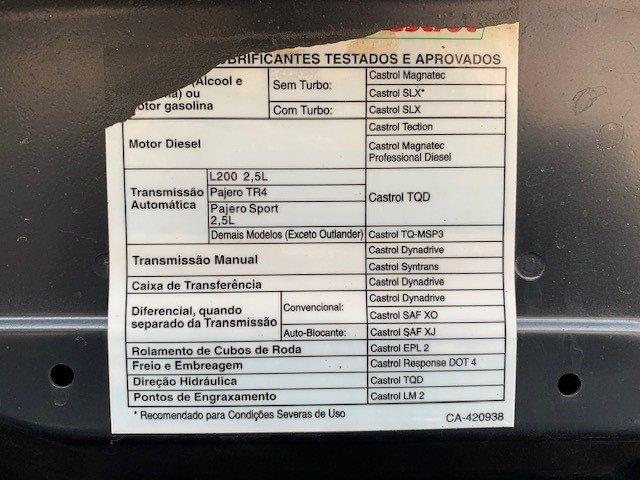 BRIFICANTES TESTADOS E APROVADOS
(Alcool e
) ou
otor gasolina
Sem Turbo:
Castrol Magnatec
Castrol SLX*
Com Turbo:
Castrol SLX
Motor Diesel
Castrol Tection
Castrol Magnatec
Professional Diesel
Transmissão
Automática
L200 2,5L
Pajero TR4
Pajero Sport
2,5L
Castrol TQD
Demais Modelos (Exceto Outlander)
Castrol TQ-MSP3
Transmissão Manual
Castrol Dynadrive
Castrol Syntrans
Caixa de Transferência
Castrol Dynadrive
Diferencial, quando
separado da Transmissão
Convencional:
Castrol Dynadrive
Castrol SAF XO
Auto-Blocante:
Castrol SAF XJ
Rolamento de Cubos de Roda
Castrol EPL 2
Freio e Embreagem
Castrol Response DOT 4
Direção Hidráulica
Castrol TQD
Pontos de Engraxamento
Castrol LM 2
* Recomendado para Condições Severas de Uso
CA-420938